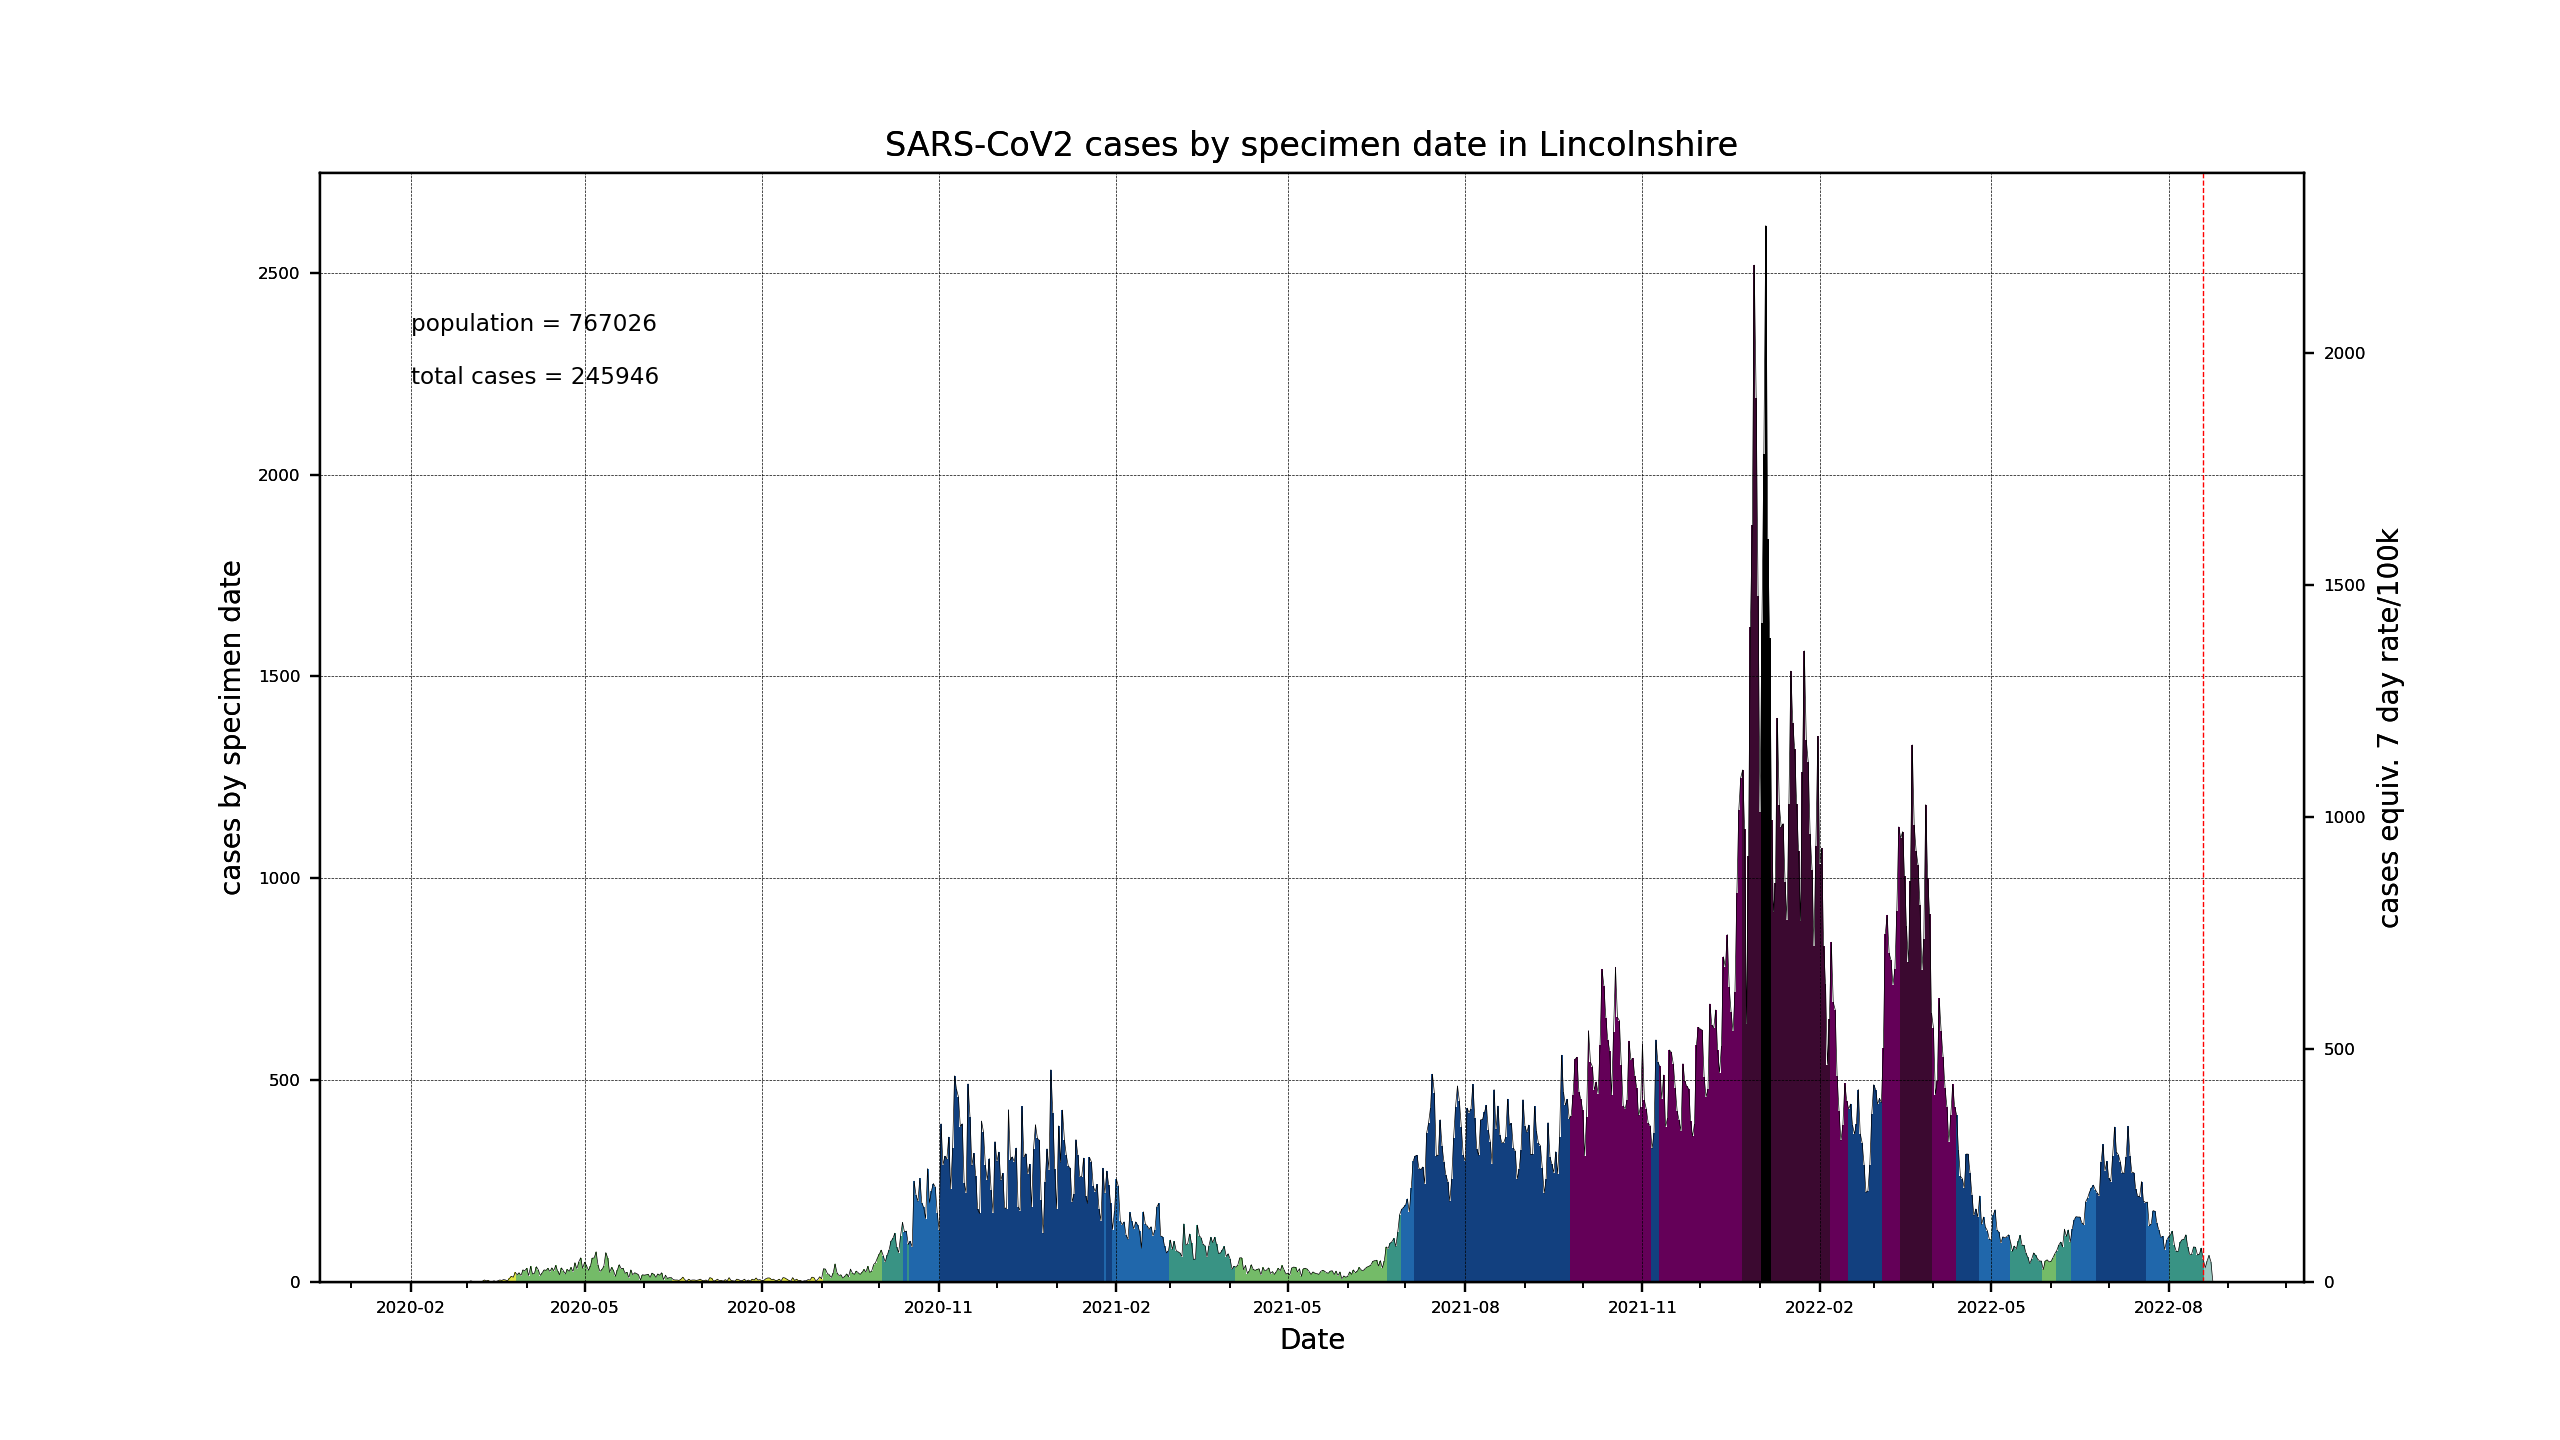 SARS-CoV2 cases by specimen date in Lincolnshire
population = 767026
total cases = 245946
cases by specimen date
2500
2000
1500
1000
500
0
2000
1500
1000
500
0
cases equiv. 7 day rate/100k
2020-02 2020-05 2020-08 2020-11 2021-02 2021-05 2021-08 2021-11 2022-02 2022-05 2022-08
Date